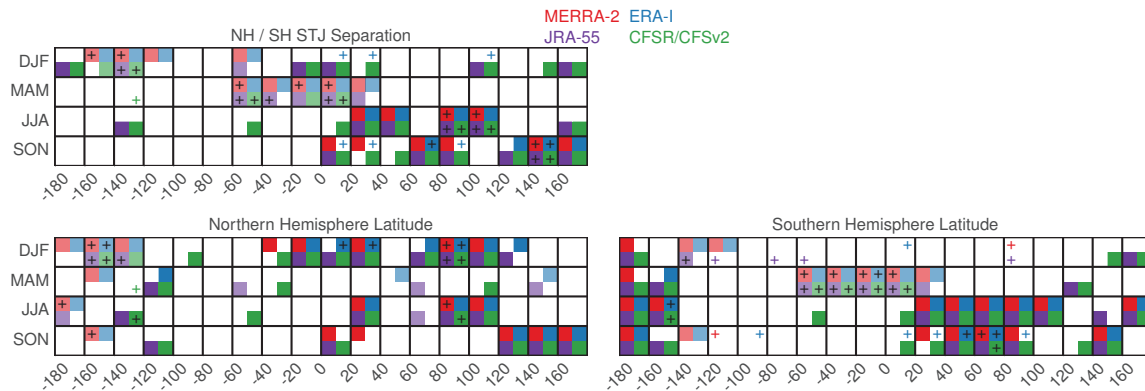 MERRA-2 ERA-I
JRA-55 CFSR/CFSv2
NH / SH STJ Separation
DJF
MAM
JJA
SON
-180 -160 -140 -120 -100 -80 -60 -40 -20 0 20 40 60 80 100 120 140 160
Northern Hemisphere Latitude
DJF
MAM
JJA
SON
-180 -160 -140 -120 -100 -80 -60 -40 -20 0 20 40 60 80 100 120 140 160
Southern Hemisphere Latitude
-180 -160 -140 -120 -100 -80 -60 -40 -20 0 20 40 60 80 100 120 140 160